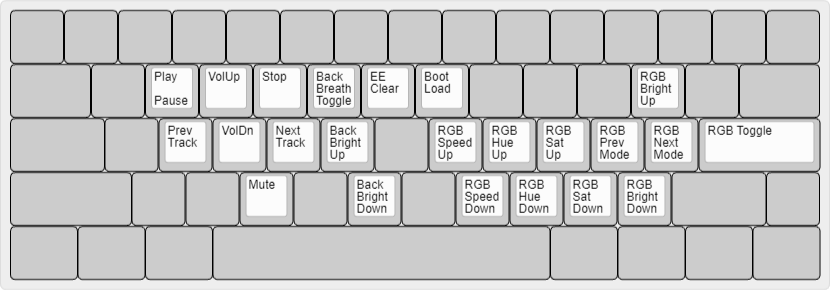 Play
Pause
VolUp
Stop
Back
Breath
Toggle
EE
Clear
Boot
Load
RGB
Bright
Up
Prev
Track
VolDn
Next
Track
Back
Bright
Up
RGB
Speed
Up
RGB
Hue
Up
RGB
Sat
Up
RGB
Prev
Mode
RGB
Next
Mode
RGB Toggle
Mute
Back
Bright
Down
RGB
Speed
Down
RGB
Hue
Down
RGB
Sat
Down
RGB
Bright
Down